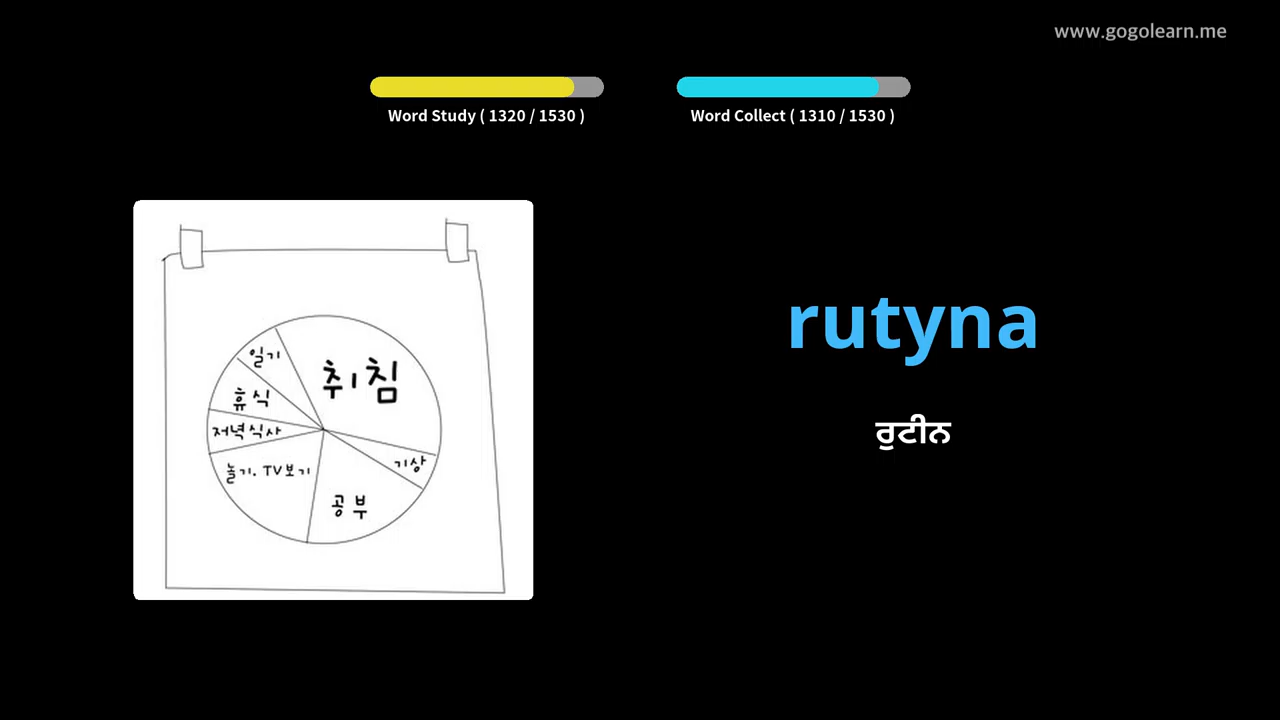 www.gogolearn.me
Word Study ( 1320 / 1530 )
Word Collect ( 1310 / 1530 )
일기
취침
휴식
저녁식사
기상
놀기. TV보기
공부
rutyna
ਰੁਟੀਨ